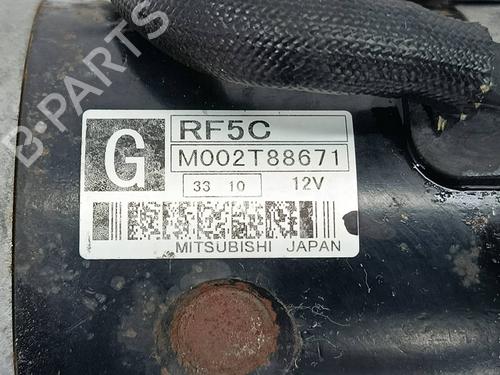 B-PARTS
G
RF5C
M002T88671
33 10 12V
MITSUBISHI JAPAN